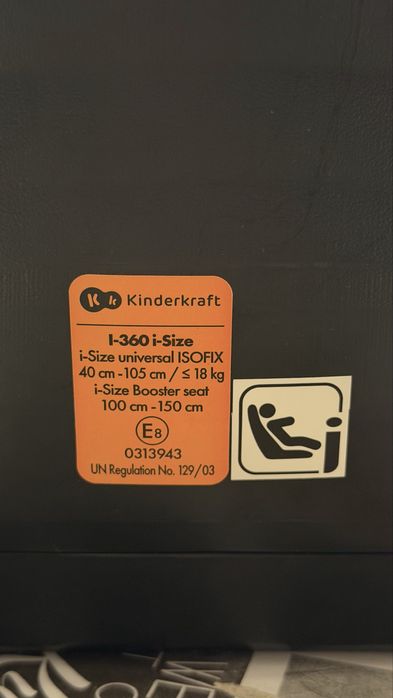 Kk Kinderkraft
I-360 i-Size
i-Size universal ISOFIX
40 cm -105 cm / ≤ 18 kg
i-Size Booster seat
100 cm -150 cm
E8
0313943
UN Regulation No. 129/03
i